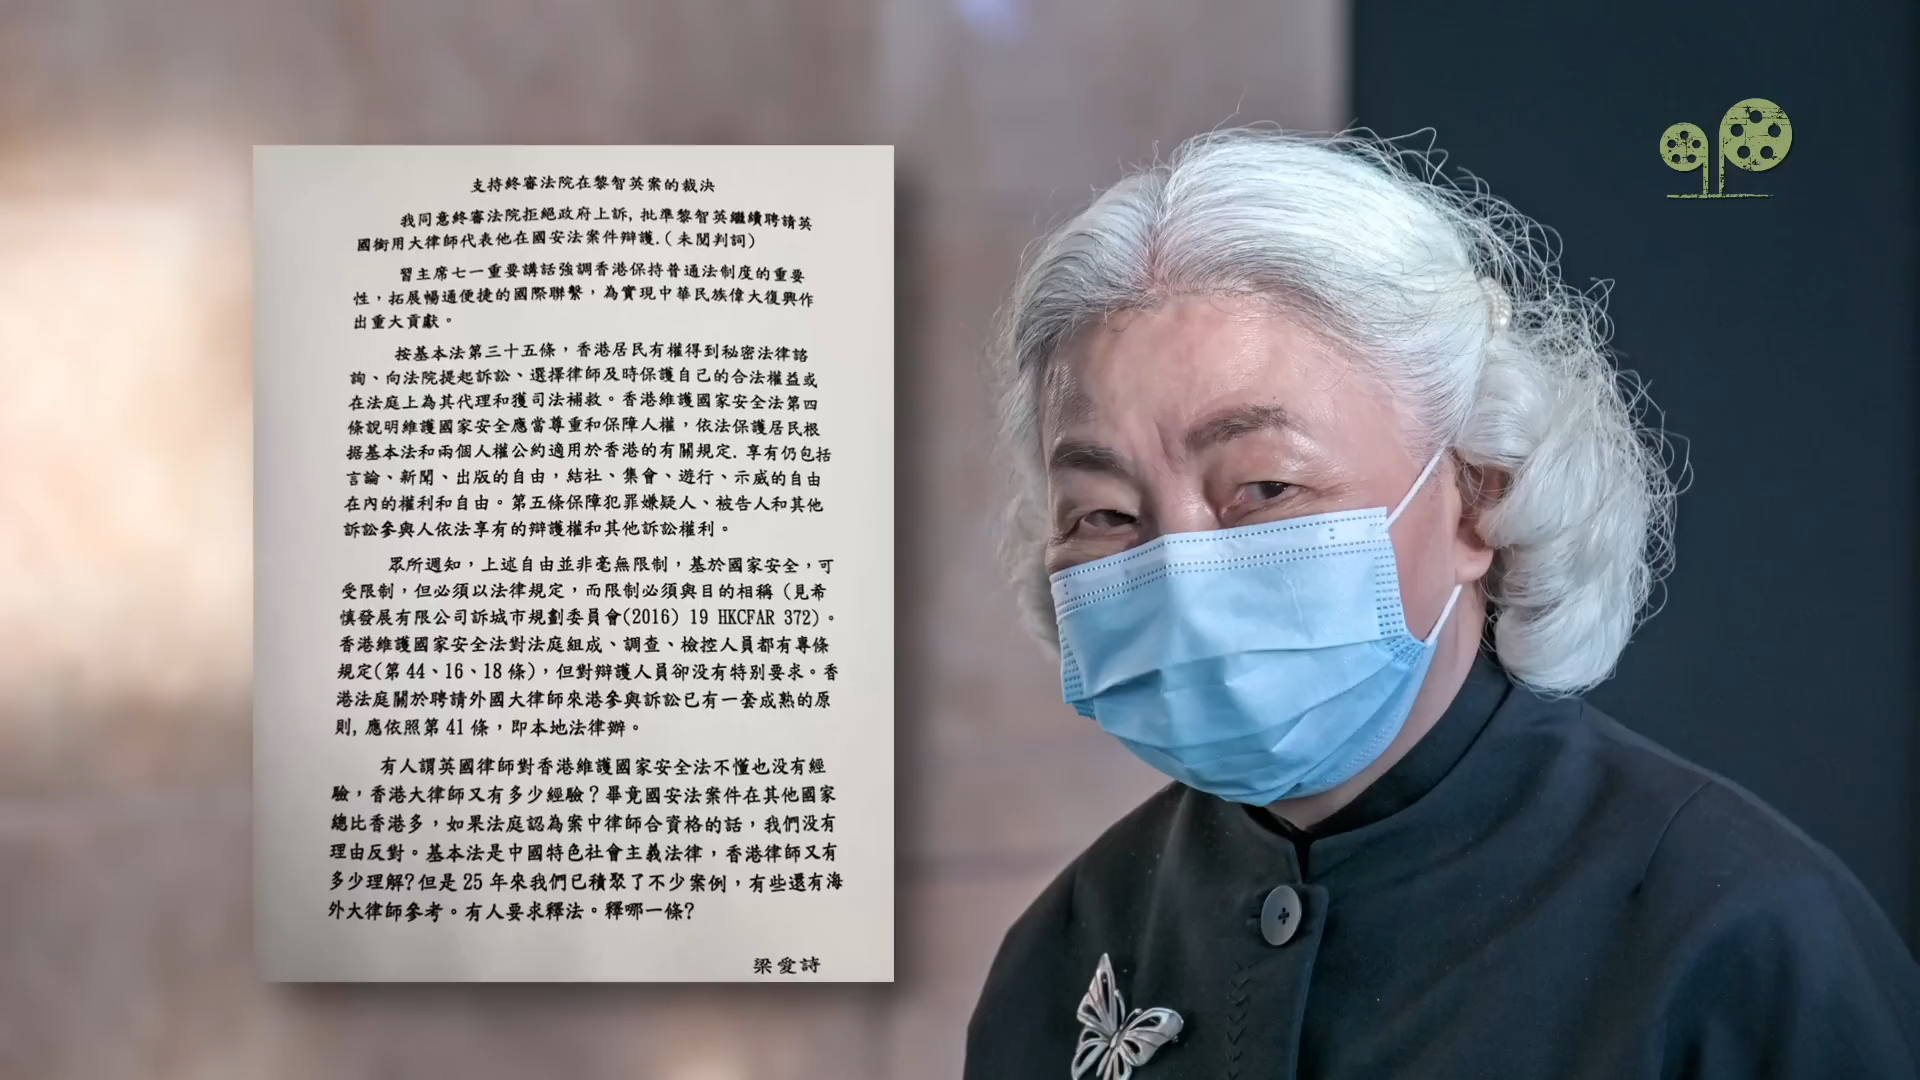 支持終審法院在黎智英案的裁決
我同意終審法院拒絕政府上訴, 批準黎智英繼續聘請英
國銜用大律師代表他在國安法案件辯護.(未閱判詞)
習主席七一重要講話強調香港保持普通法制度的重要
性，拓展暢通便捷的國際聯繫，為實現中華民族偉大復興作
出重大貢獻。
按基本法第三十五條，香港居民有權得到秘密法律諮
詢、向法院提起訴訟、選擇律師及時保護自己的合法權益或
在法庭上為其代理和獲司法補救。香港維護國家安全法第四
條說明維護國家安全應當尊重和保障人權，依法保護居民根
据基本法和兩個人權公約適用於香港的有關規定. 享有仍包括
言論、新聞、出版的自由，結社、集會、遊行、示威的自由
在內的權利和自由。第五條保障犯罪嫌疑人、被告人和其他
訴訟參與人依法享有的辯護權和其他訴訟權利。
眾所週知，上述自由並非毫無限制，基於國家安全，可
受限制，但必須以法律規定，而限制必須與目的相稱 (見希
慎發展有限公司訴城市規劃委員會(2016) 19 HKCFAR 372)。
香港維護國家安全法對法庭組成、調查、檢控人員都有專條
規定(第 44、16、18 條)，但對辯護人員卻没有特别要求。香
港法庭關於聘請外國大律師來港參與訴訟已有一套成熟的原
則, 應依照第 41 條，即本地法律辦。
有人謂英國律師對香港維護國家安全法不懂也没有經
驗，香港大律師又有多少經驗？畢竟國安法案件在其他國家
總比香港多，如果法庭認為案中律師合資格的話，我們没有
理由反對。基本法是中國特色社會主義法律，香港律師又有
多少理解?但是 25 年來我們已積聚了不少案例，有些還有海
外大律師參考。有人要求釋法。釋哪一條?
梁愛詩